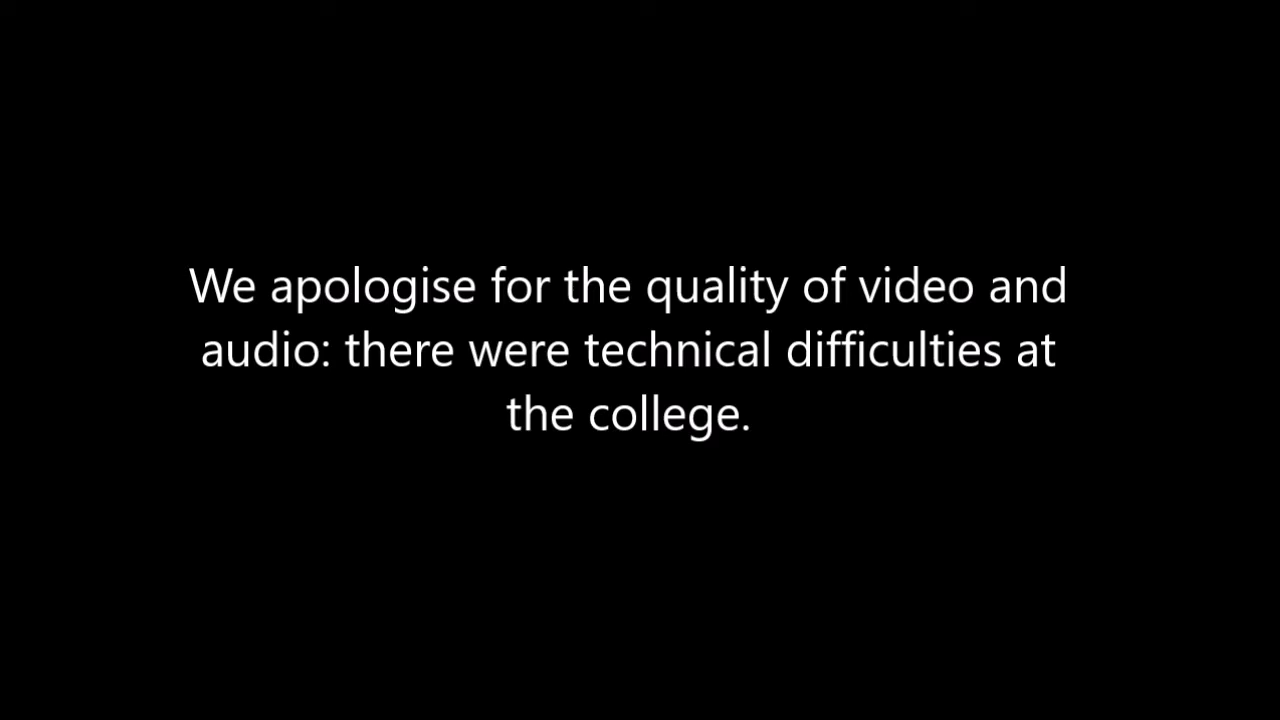 We apologise for the quality of video and
audio: there were technical difficulties at
the college.